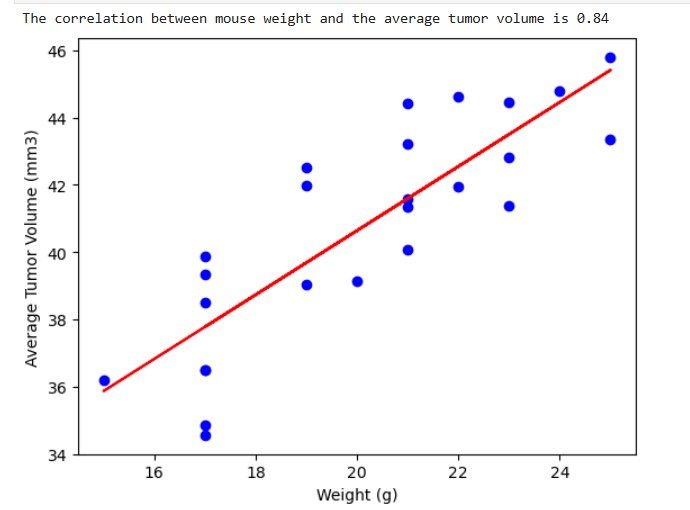 The correlation between mouse weight and the average tumor volume is 0.84
46
44
42
40
38
36
34
Average Tumor Volume (mm3)
16 18 20 22 24
Weight (g)